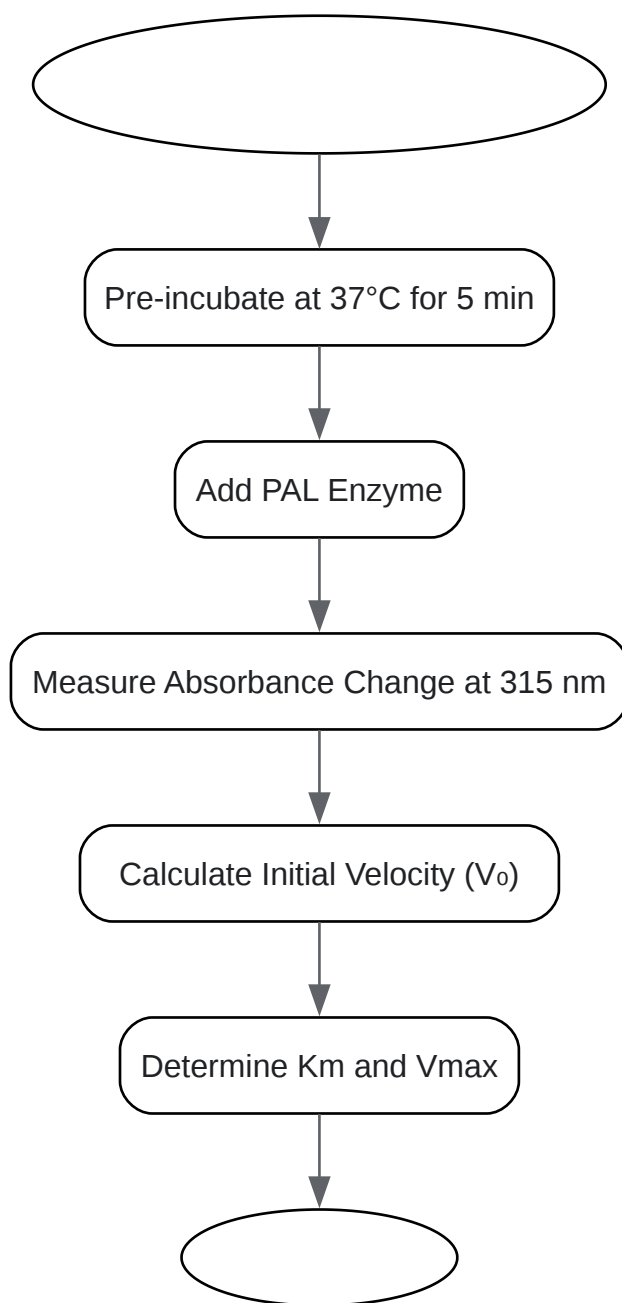 Pre-incubate at 37°C for 5 min
Add PAL Enzyme
Measure Absorbance Change at 315 nm
Calculate Initial Velocity (V₀)
Determine Km and Vmax